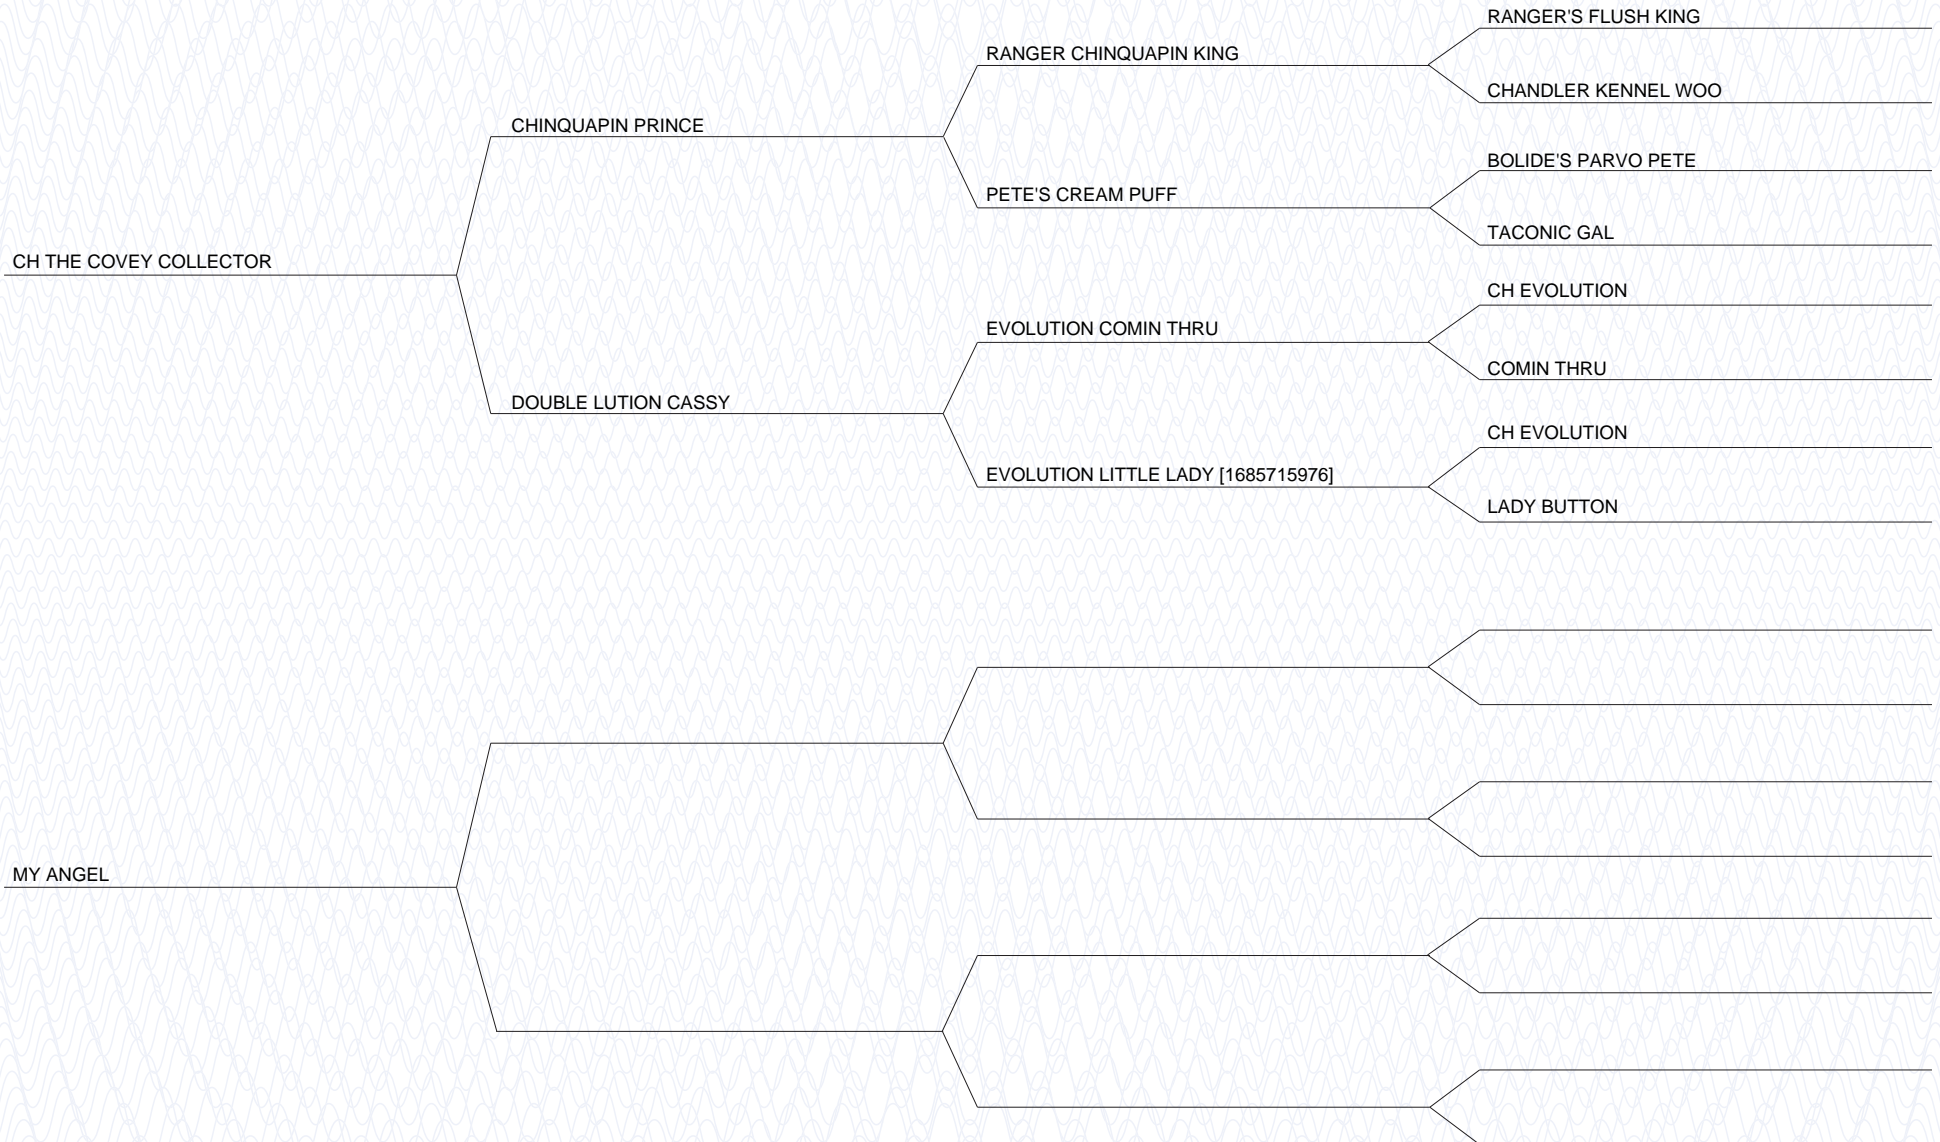 RANGER'S FLUSH KING
RANGER CHINQUAPIN KING
CHANDLER KENNEL WOO
CHINQUAPIN PRINCE
BOLIDE'S PARVO PETE
PETE'S CREAM PUFF
TACONIC GAL
CH THE COVEY COLLECTOR
CH EVOLUTION
EVOLUTION COMIN THRU
COMIN THRU
DOUBLE LUTION CASSY
CH EVOLUTION
EVOLUTION LITTLE LADY [1685715976]
LADY BUTTON
MY ANGEL